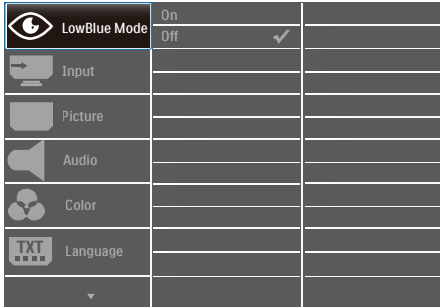 LowBlue Mode
On
Off
Input
Picture
Audio
Color
TXT
Language